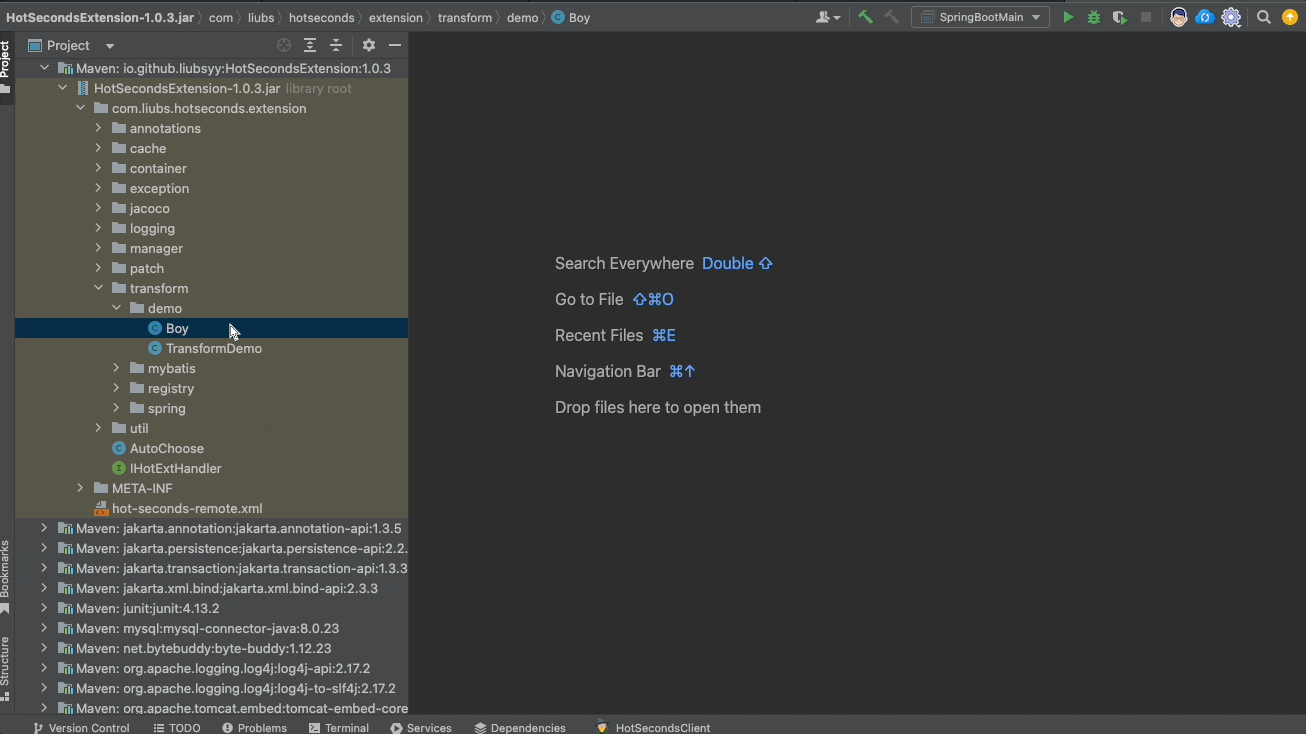 HotSecondsExtension-1.0.3.jar com liubs hotseconds extension transform demo Boy
SpringBootMain
Project
Project
Maven: io.github.liubsyy:HotSecondsExtension:1.0.3
HotSecondsExtension-1.0.3.jar library root
com.liubs.hotseconds.extension
annotations
cache
container
exception
jacoco
logging
manager
patch
transform
demo
Boy
TransformDemo
mybatis
registry
spring
util
AutoChoose
IHotExtHandler
META-INF
hot-seconds-remote.xml
Maven: jakarta.annotation:jakarta.annotation-api:1.3.5
Maven: jakarta.persistence:jakarta.persistence-api:2.2.
Maven: jakarta.transaction:jakarta.transaction-api:1.3.3
Maven: jakarta.xml.bind:jakarta.xml.bind-api:2.3.3
Maven: junit:junit:4.13.2
Maven: mysql:mysql-connector-java:8.0.23
Maven: net.bytebuddy:byte-buddy:1.12.23
Maven: org.apache.logging.log4j:log4j-api:2.17.2
Maven: org.apache.logging.log4j:log4j-to-slf4j:2.17.2
Maven: org.apache.tomcat.embed:tomcat-embed-core
Bookmarks
Structure
Search Everywhere Double ⇧
Go to File ⇧⌘O
Recent Files ⌘E
Navigation Bar ⌘↑
Drop files here to open them
Version Control TODO Problems Terminal Services Dependencies HotSecondsClient